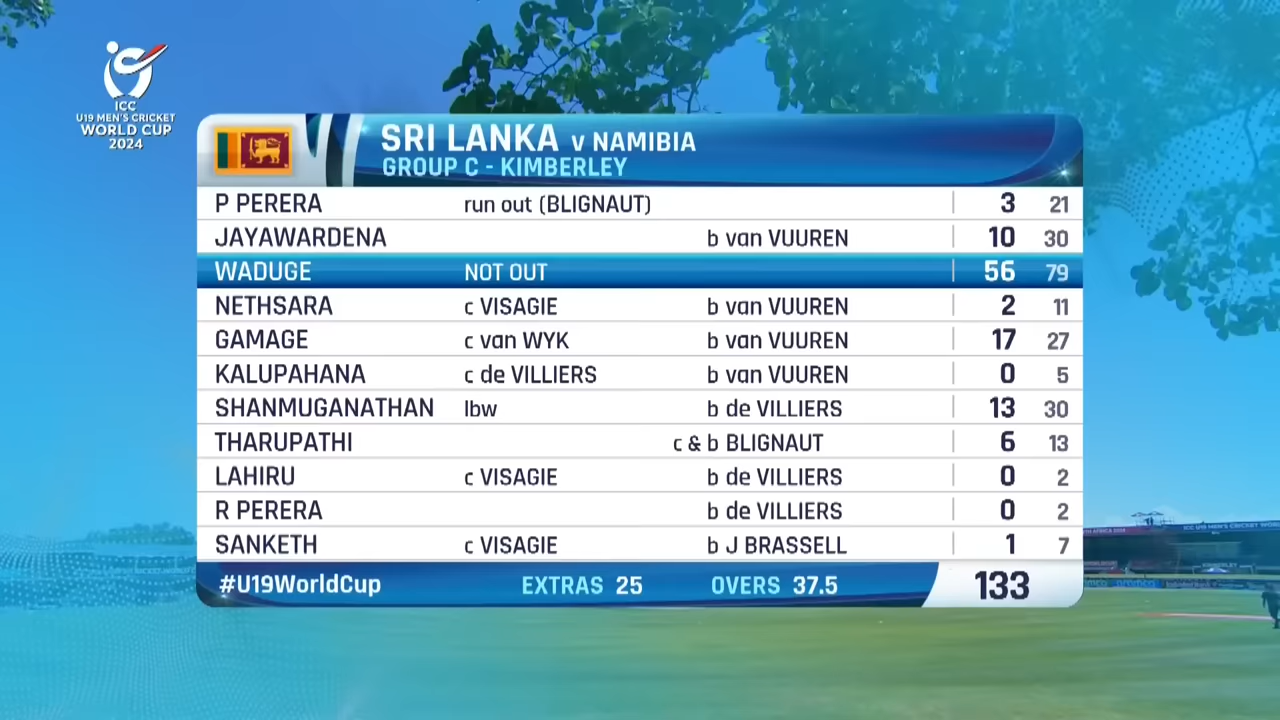 ICC
U19 MEN'S CRICKET
WORLD CUP
2024
SRI LANKA v NAMIBIA
GROUP C - KIMBERLEY
P PERERA run out (BLIGNAUT) 3 21
JAYAWARDENA b van VUUREN 10 30
WADUGE NOT OUT 56 79
NETHSARA c VISAGIE b van VUUREN 2 11
GAMAGE c van WYK b van VUUREN 17 27
KALUPAHANA c de VILLIERS b van VUUREN 0 5
SHANMUGANATHAN lbw b de VILLIERS 13 30
THARUPATHI c & b BLIGNAUT 6 13
LAHIRU c VISAGIE b de VILLIERS 0 2
R PERERA b de VILLIERS 0 2
SANKETH c VISAGIE b J BRASSELL 1 7
#U19WorldCup EXTRAS 25 OVERS 37.5 133